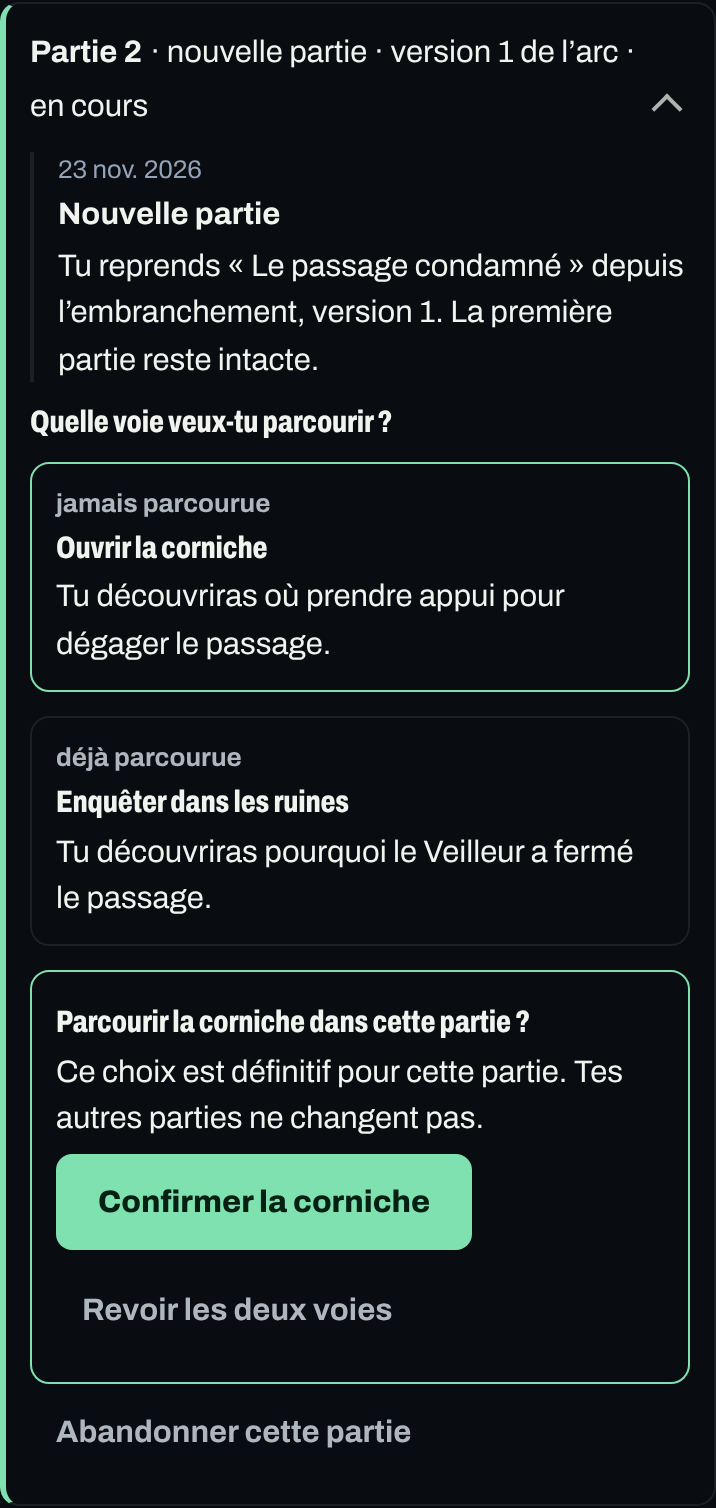 Partie 2 · nouvelle partie · version 1 de l’arc ·
en cours
23 nov. 2026
Nouvelle partie
Tu reprends « Le passage condamné » depuis
l’embranchement, version 1. La première
partie reste intacte.
Quelle voie veux-tu parcourir ?
jamais parcourue
Ouvrir la corniche
Tu découvriras où prendre appui pour
dégager le passage.
déjà parcourue
Enquêter dans les ruines
Tu découvriras pourquoi le Veilleur a fermé
le passage.
Parcourir la corniche dans cette partie ?
Ce choix est définitif pour cette partie. Tes
autres parties ne changent pas.
Confirmer la corniche
Revoir les deux voies
Abandonner cette partie